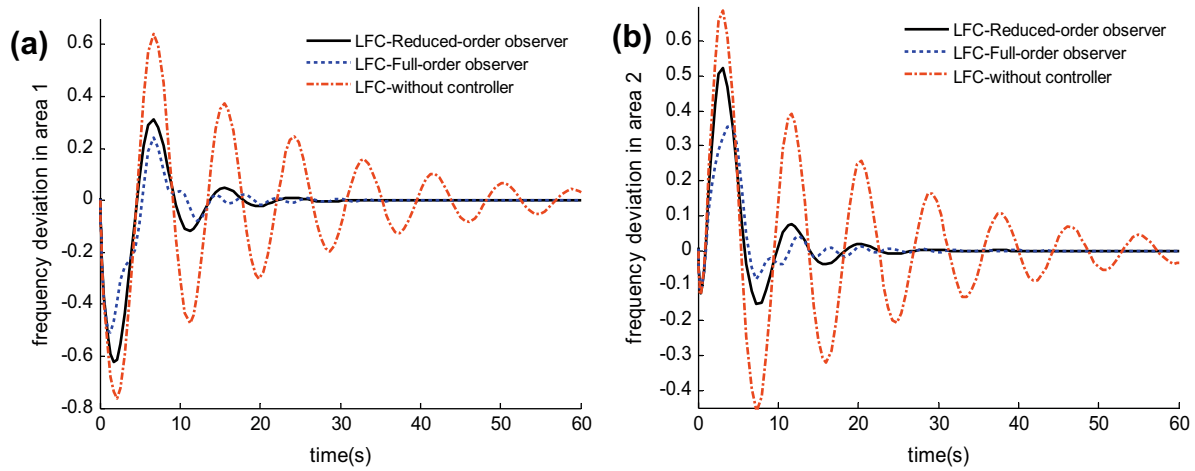 (a)
frequency deviation in area 1
0.6
0.4
0.2
0
-0.2
-0.4
-0.6
-0.8
LFC-Reduced-order observer
LFC-Full-order observer
LFC-without controller
0 10 20 30 40 50 60
time(s)
(b)
frequency deviation in area 2
0.6
0.5
0.4
0.3
0.2
0.1
0
-0.1
-0.2
-0.3
-0.4
LFC-Reduced-order observer
LFC-Full-order observer
LFC-without controller
0 10 20 30 40 50 60
time(s)